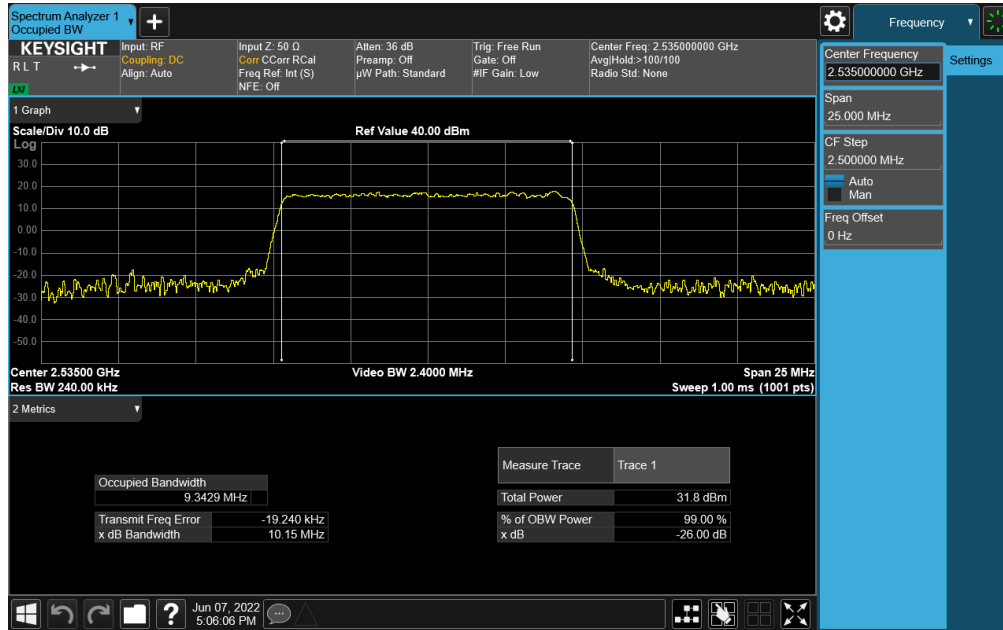 Spectrum Analyzer 1
Occupied BW
Frequency
KEYSIGHT
RLT
LXI
Input: RF
Coupling: DC
Align: Auto
Input Z: 50 Ω
Corr CCorr RCal
Freq Ref: Int (S)
NFE: Off
Atten: 36 dB
Preamp: Off
µW Path: Standard
Trig: Free Run
Gate: Off
#IF Gain: Low
Center Freq: 2.535000000 GHz
Avg|Hold:>100/100
Radio Std: None
Center Frequency
2.535000000 GHz
Settings
Span
25.000 MHz
CF Step
2.500000 MHz
Auto
Man
Freq Offset
0 Hz
1 Graph
Scale/Div 10.0 dB
Ref Value 40.00 dBm
Log
30.0
20.0
10.0
0.00
-10.0
-20.0
-30.0
-40.0
-50.0
Center 2.53500 GHz
Video BW 2.4000 MHz
Span 25 MHz
Res BW 240.00 kHz
Sweep 1.00 ms (1001 pts)
2 Metrics
Occupied Bandwidth
9.3429 MHz
Transmit Freq Error -19.240 kHz
x dB Bandwidth 10.15 MHz
Measure Trace Trace 1
Total Power 31.8 dBm
% of OBW Power 99.00 %
x dB -26.00 dB
Jun 07, 2022
5:06:06 PM